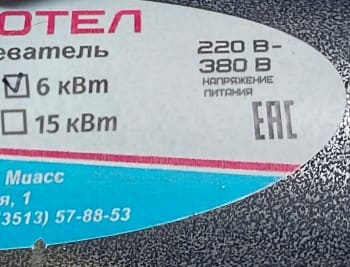 ОТЕЛ
еватель
6 кВт
15 кВт
220 В-
380 В
НАПРЯЖЕНИЕ
ПИТАНИЯ
ЕАС
Миасс
я, 1
(3513) 57-88-53